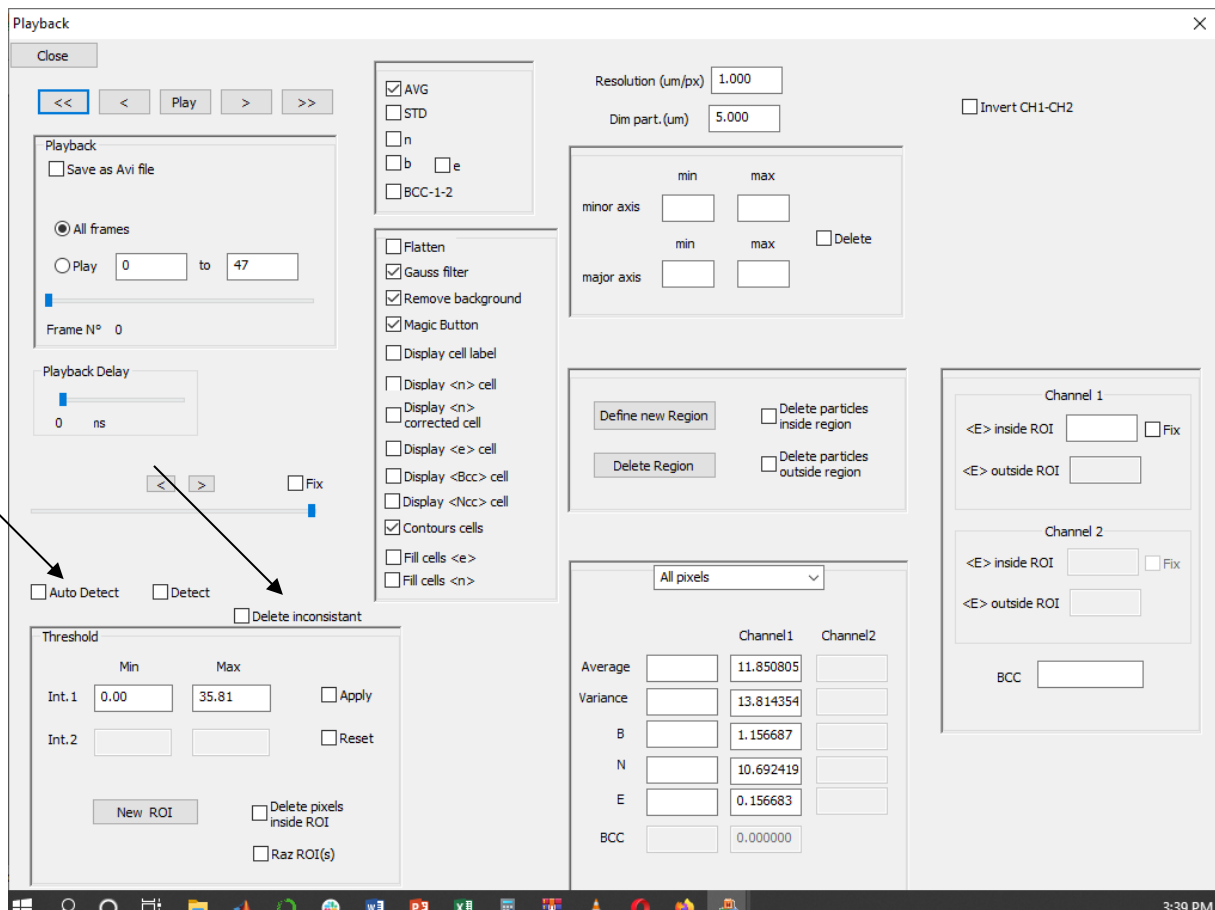 Playback
Close
<< < Play > >>
Playback
Save as Avi file
All frames
Play 0 to 47
Frame N° 0
Playback Delay
0 ms
< > Fix
Auto Detect Detect
Delete inconsistant
Threshold
Min Max
Int.1 0.00 35.81 Apply
Int.2 Reset
New ROI
Delete pixels
inside ROI
Raz ROI(s)
AVG
STD
n
b e
BCC-1-2
Flatten
Gauss filter
Remove background
Magic Button
Display cell label
Display <n> cell
Display <n>
corrected cell
Display <e> cell
Display <Bcc> cell
Display <Ncc> cell
Contours cells
Fill cells <e>
Fill cells <n>
Resolution (um/px) 1.000
Dim part.(um) 5.000
min max
minor axis
min max
Delete
major axis
Define new Region
Delete particles
inside region
Delete Region
Delete particles
outside region
All pixels
Channel1 Channel2
Average 11.850805
Variance 13.814354
B 1.156687
N 10.692419
E 0.156683
BCC 0.000000
Invert CH1-CH2
Channel 1
<E> inside ROI Fix
<E> outside ROI
Channel 2
<E> inside ROI Fix
<E> outside ROI
BCC
3:39 PM